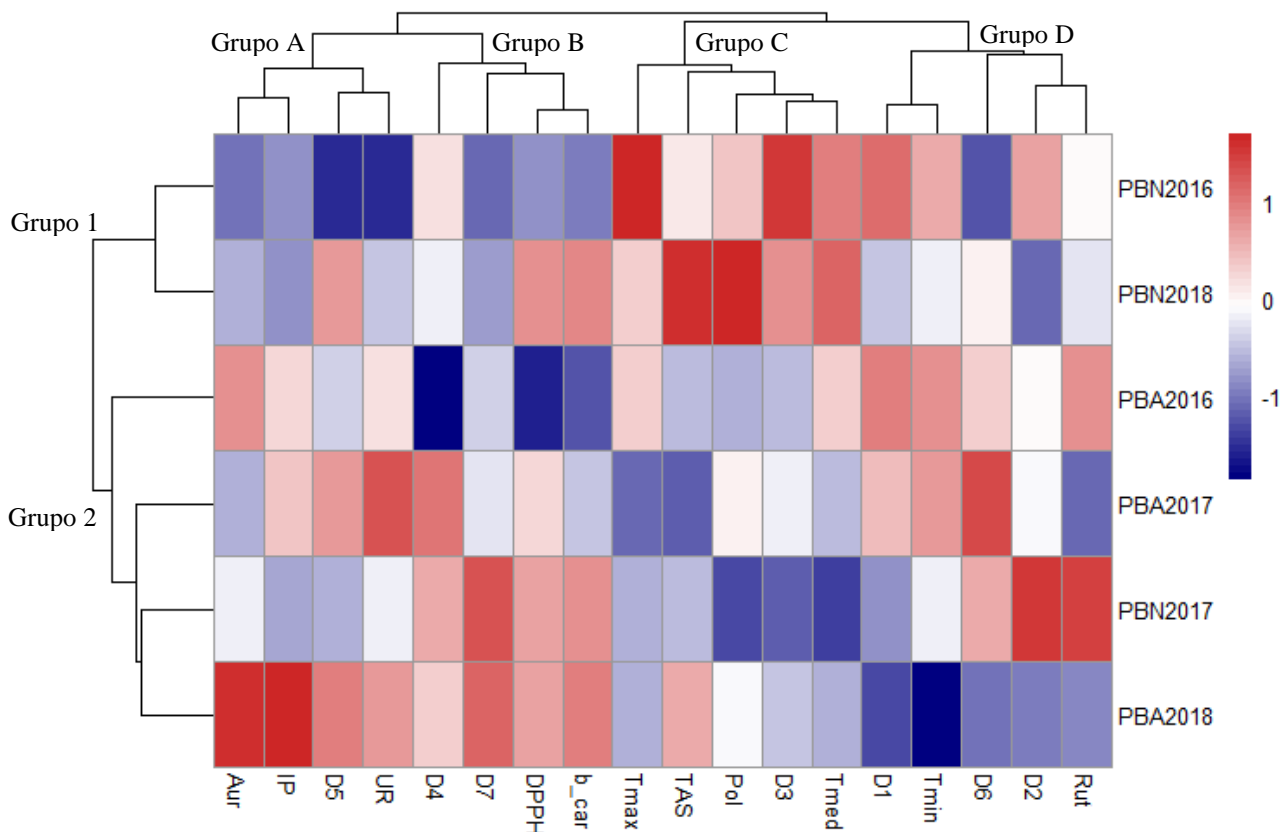 Grupo A
Grupo B
Grupo C
Grupo D
Grupo 1
Grupo 2
PBN2016
PBN2018
PBA2016
PBA2017
PBN2017
PBA2018
1
0
-1
Aur
IP
D5
UR
D4
D7
DPPH
b_car
Tmax
TAS
Pol
D3
Tmed
D1
Tmin
D6
D2
Rut